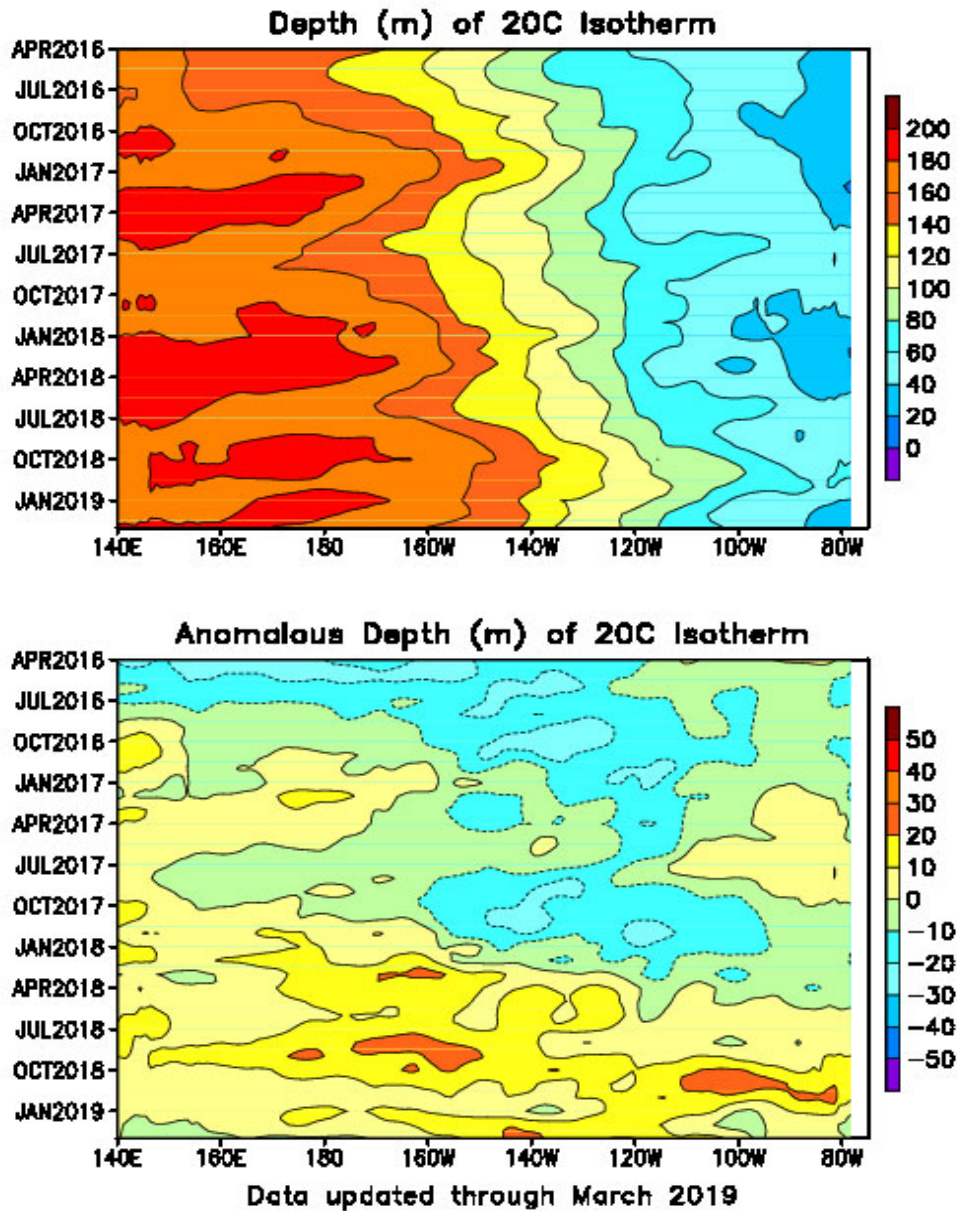 Depth (m) of 20C Isotherm
APR2016
JUL2016
OCT2016
JAN2017
APR2017
JUL2017
OCT2017
JAN2018
APR2018
JUL2018
OCT2018
JAN2019
200
180
160
140
120
100
80
60
40
20
0
140E 160E 180 160W 140W 120W 100W 80W
Anomalous Depth (m) of 20C Isotherm
APR2016
JUL2016
OCT2016
JAN2017
APR2017
JUL2017
OCT2017
JAN2018
APR2018
JUL2018
OCT2018
JAN2019
50
40
30
20
10
0
-10
-20
-30
-40
-50
140E 160E 180 160W 140W 120W 100W 80W
Data updated through March 2019